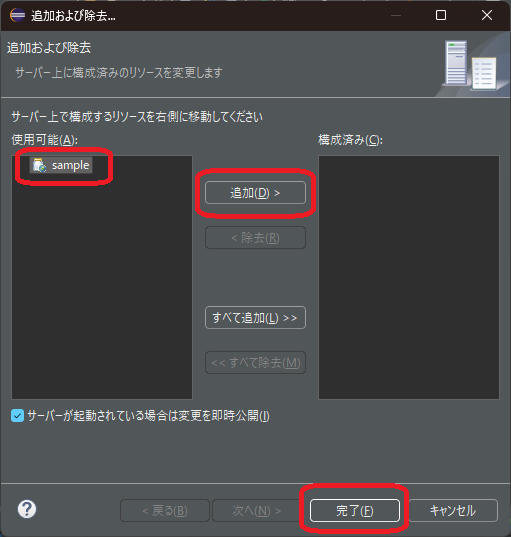 追加および除去...
追加および除去
サーバー上に構成済みのリソースを変更します
サーバー上で構成するリソースを右側に移動してください
使用可能(A):
構成済み(C):
sample
追加(D) >
< 除去(R)
すべて追加(L) >>
<< すべて除去(M)
サーバーが起動されている場合は変更を即時公開(I)
?
< 戻る(B)
次へ(N) >
完了(F)
キャンセル